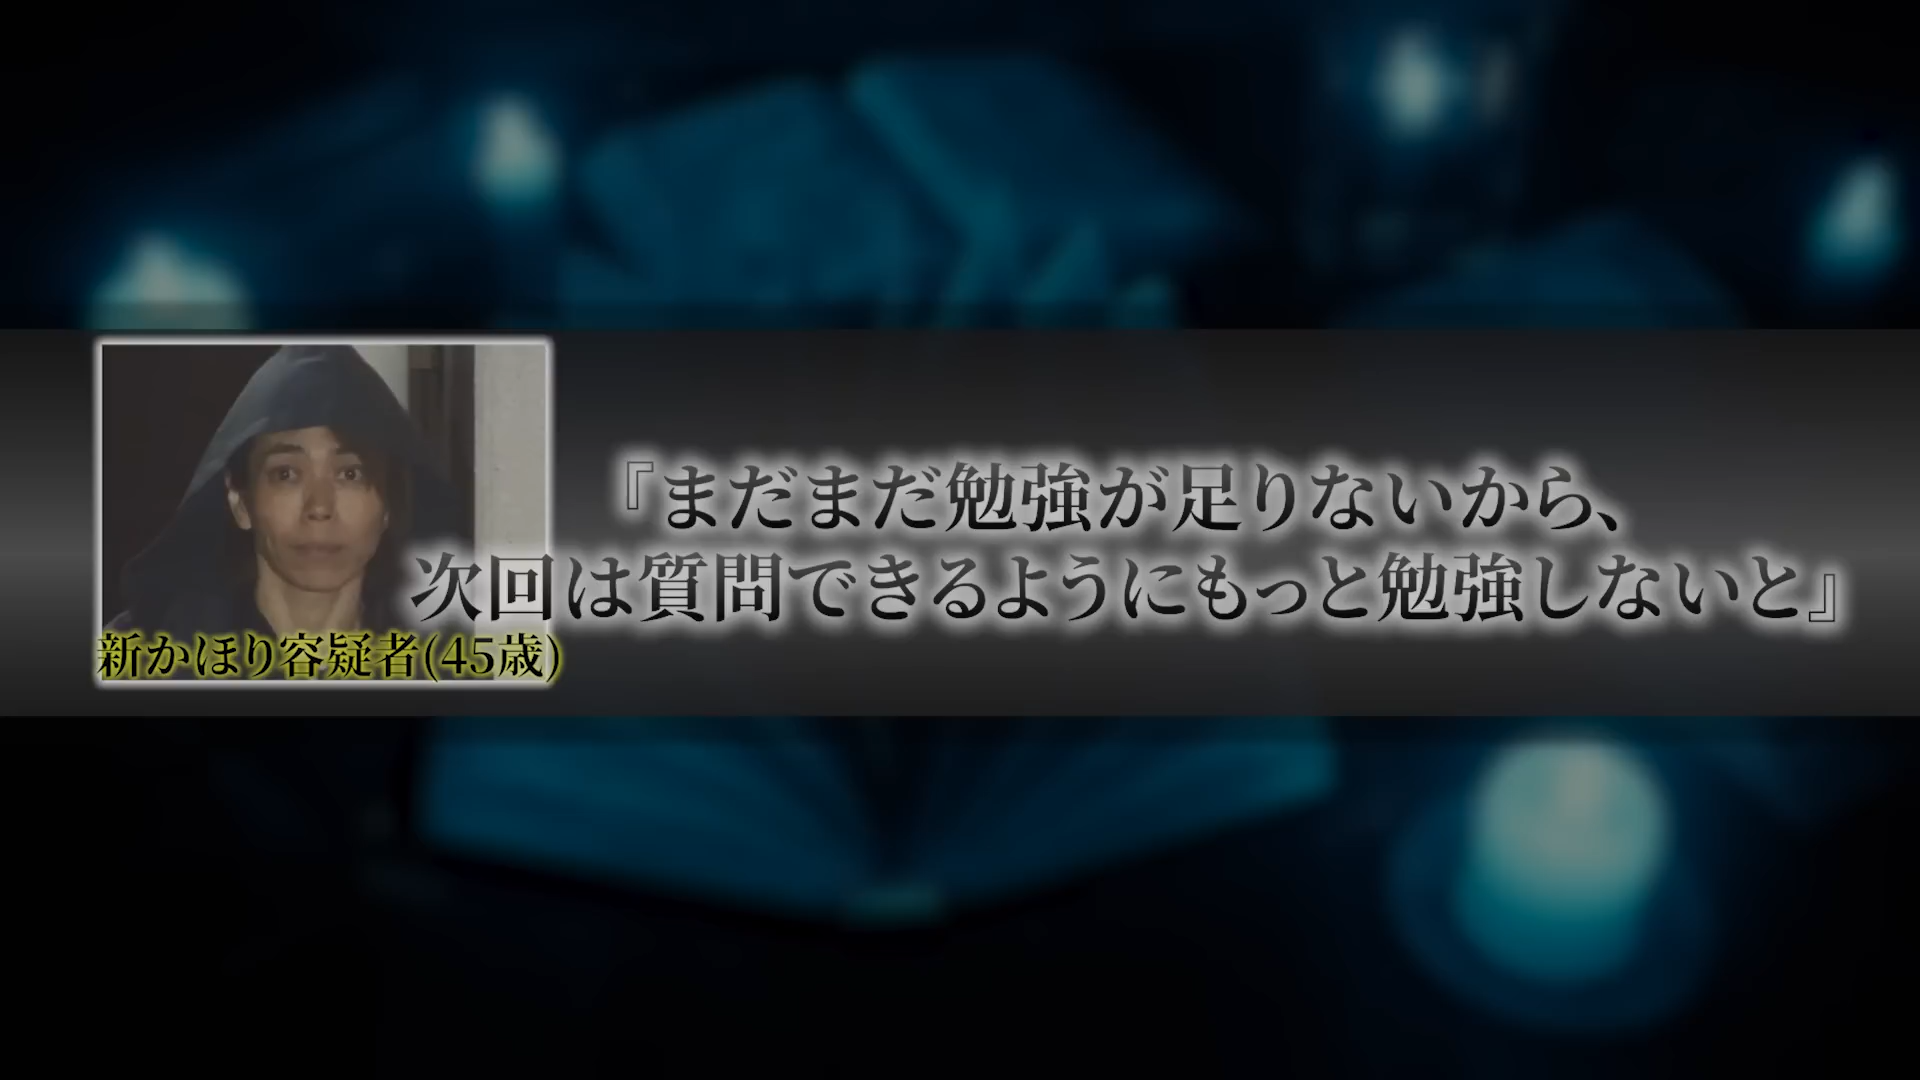 『まだまだ勉強が足りないから、
次回は質問できるようにもっと勉強しないと』
新かほり容疑者(45歳)